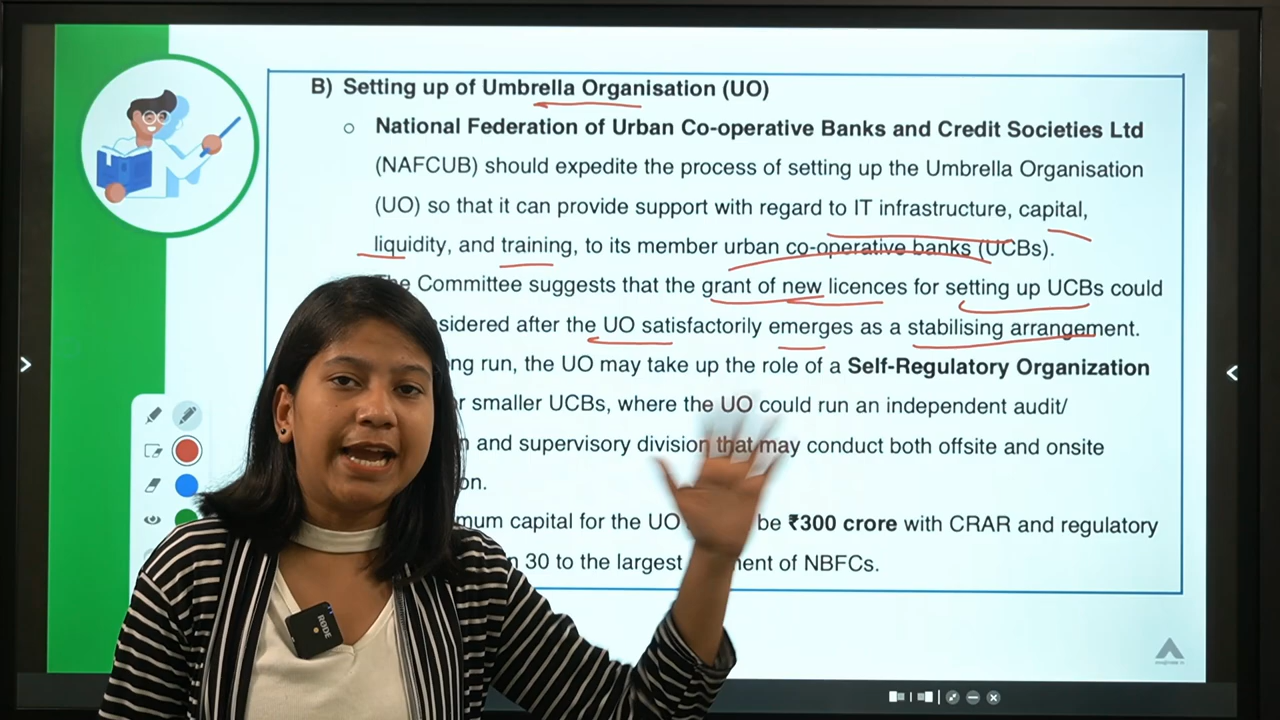 B) Setting up of Umbrella Organisation (UO)
○ National Federation of Urban Co-operative Banks and Credit Societies Ltd
(NAFCUB) should expedite the process of setting up the Umbrella Organisation
(UO) so that it can provide support with regard to IT infrastructure, capital,
liquidity, and training, to its member urban co-operative banks (UCBs).
Committee suggests that the grant of new licences for setting up UCBs could
after the UO satisfactorily emerges as a stabilising arrangement.
run, the UO may take up the role of a Self-Regulatory Organization
smaller UCBs, where the UO could run an independent audit/
and supervisory division that may conduct both offsite and onsite
capital for the UO be ₹300 crore with CRAR and regulatory
30 to the largest of NBFCs.
RODE